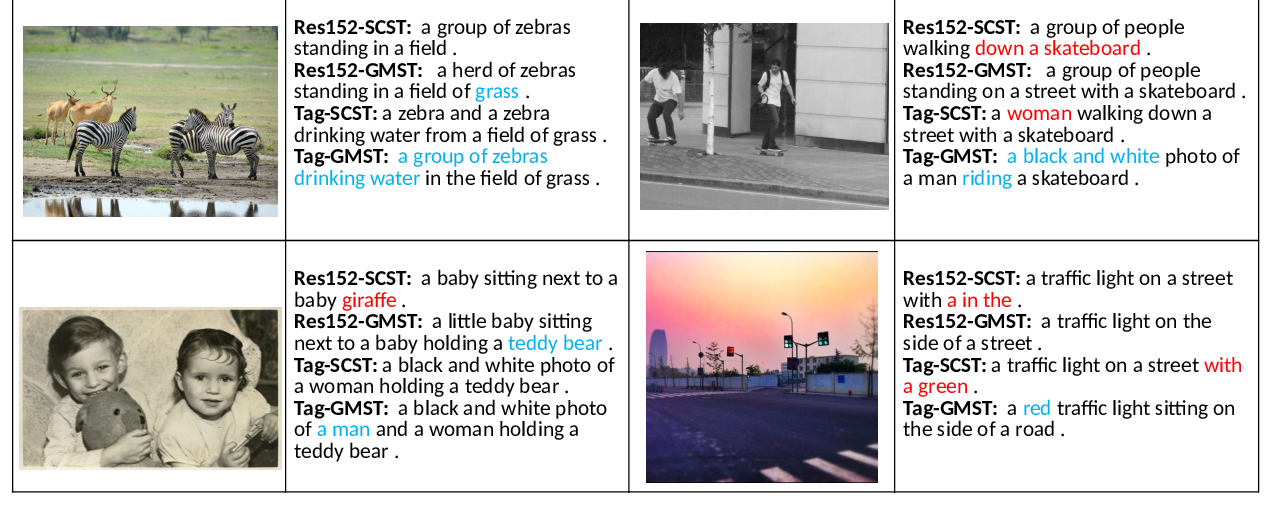 Res152-SCST: a group of zebras
standing in a field .
Res152-GMST: a herd of zebras
standing in a field of grass .
Tag-SCST: a zebra and a zebra
drinking water from a field of grass .
Tag-GMST: a group of zebras
drinking water in the field of grass .
Res152-SCST: a group of people
walking down a skateboard .
Res152-GMST: a group of people
standing on a street with a skateboard .
Tag-SCST: a woman walking down a
street with a skateboard .
Tag-GMST: a black and white photo of
a man riding a skateboard .
Res152-SCST: a baby sitting next to a
baby giraffe .
Res152-GMST: a little baby sitting
next to a baby holding a teddy bear .
Tag-SCST: a black and white photo of
a woman holding a teddy bear .
Tag-GMST: a black and white photo
of a man and a woman holding a
teddy bear .
Res152-SCST: a traffic light on a street
with a in the .
Res152-GMST: a traffic light on the
side of a street .
Tag-SCST: a traffic light on a street with
a green .
Tag-GMST: a red traffic light sitting on
the side of a road .